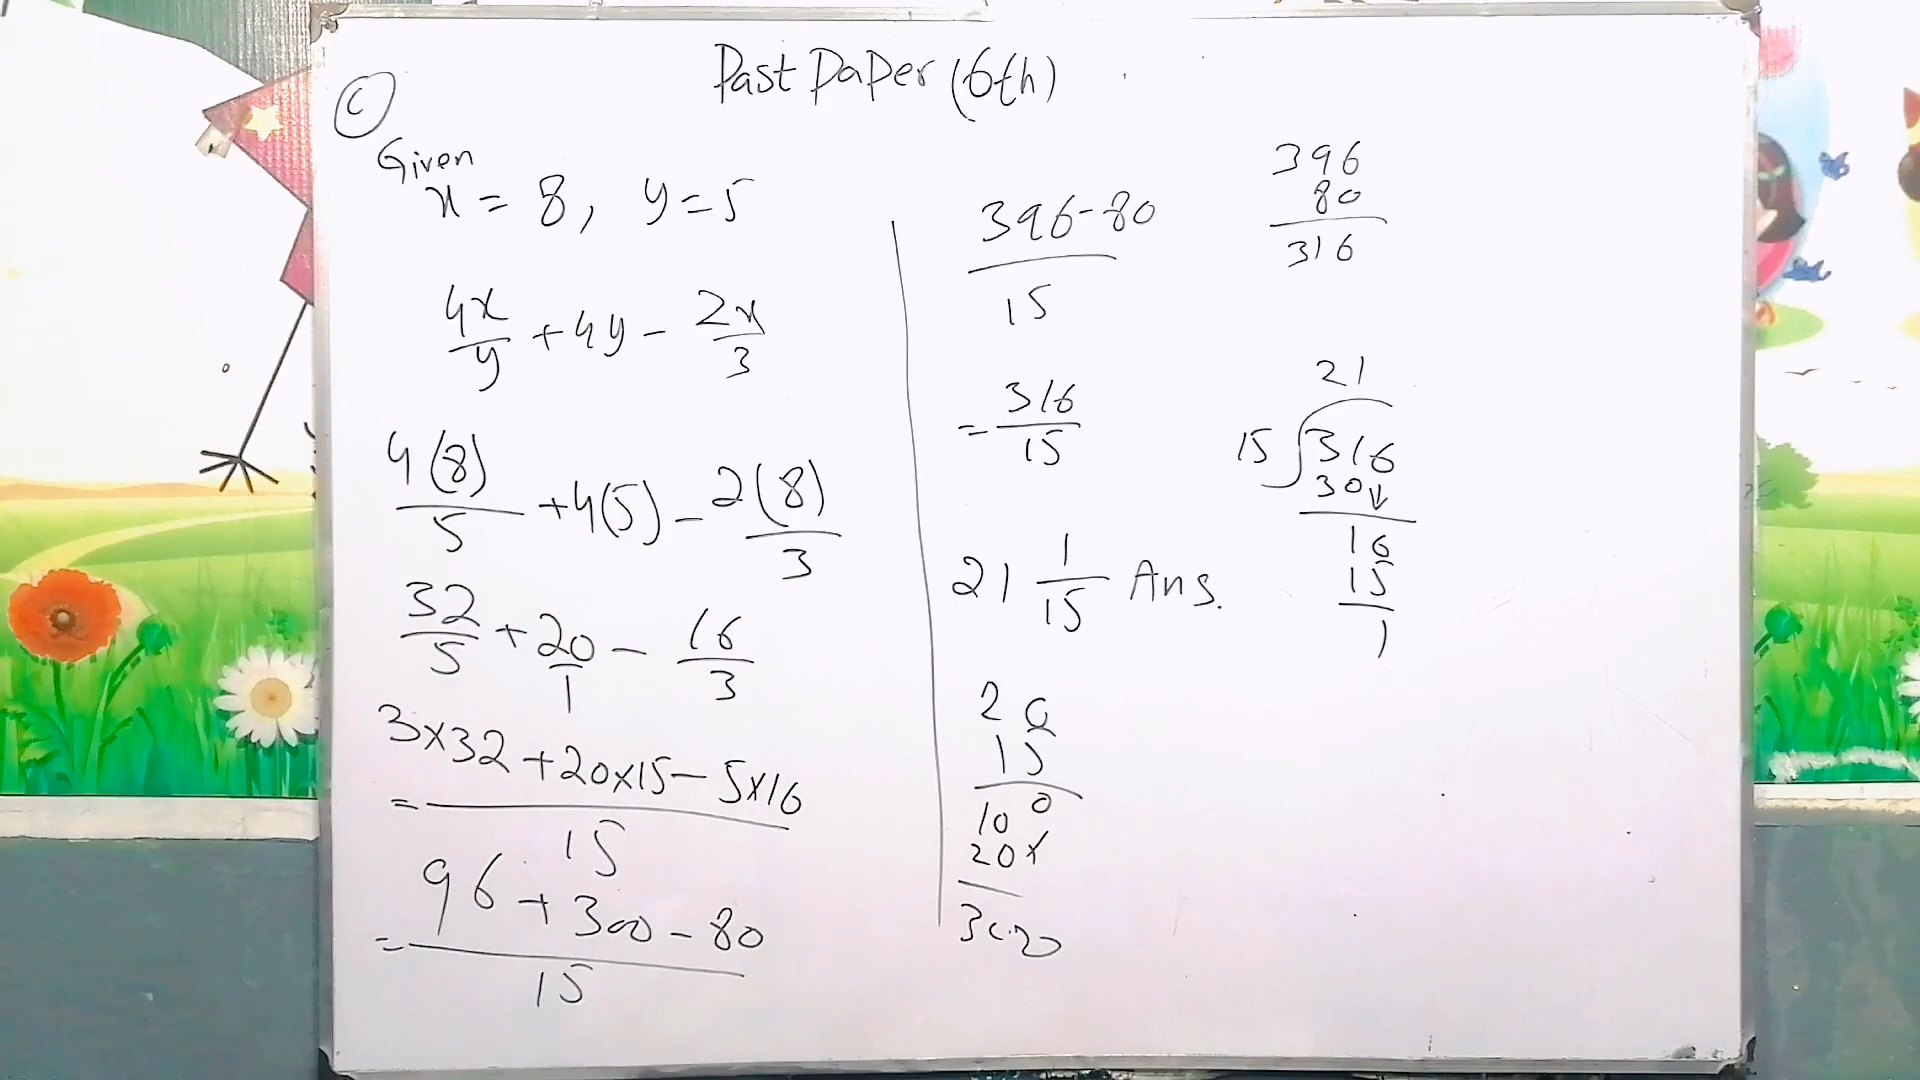 Past Paper (6th)
(C)
Given
x = 8, y = 5
4x/y + 4y - 2x/3
4(8)/5 + 4(5) - 2(8)/3
32/5 + 20/1 - 16/3
= 3×32 + 20×15 - 5×16 / 15
= 96 + 300 - 80 / 15
396 - 80 / 15
= 316/15
21 1/15 Ans.
20
15
100
20×
300
396
80
316
21
15 316
30↓
16
15
1